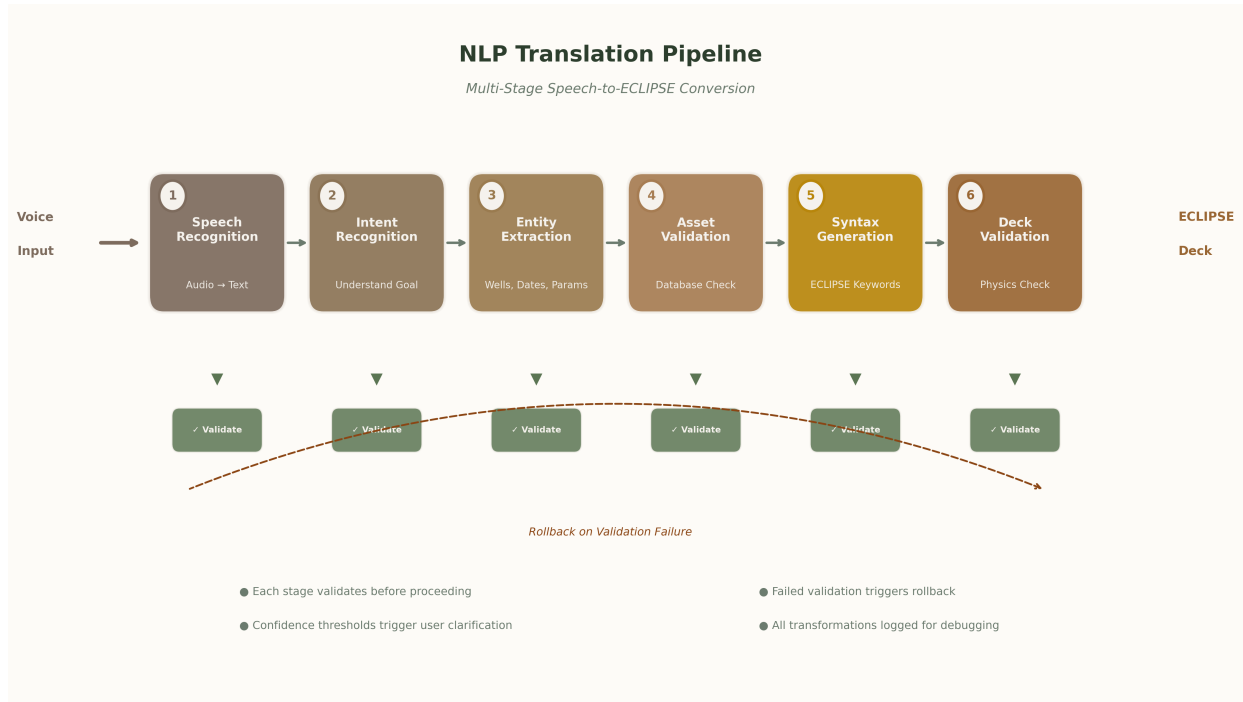 NLP Translation Pipeline
Multi-Stage Speech-to-ECLIPSE Conversion
Voice
Input
1
Speech
Recognition
Audio → Text
2
Intent
Recognition
Understand Goal
3
Entity
Extraction
Wells, Dates, Params
4
Asset
Validation
Database Check
5
Syntax
Generation
ECLIPSE Keywords
6
Deck
Validation
Physics Check
ECLIPSE
Deck
✓ Validate
✓ Validate
✓ Validate
✓ Validate
✓ Validate
✓ Validate
Rollback on Validation Failure
● Each stage validates before proceeding
● Confidence thresholds trigger user clarification
● Failed validation triggers rollback
● All transformations logged for debugging